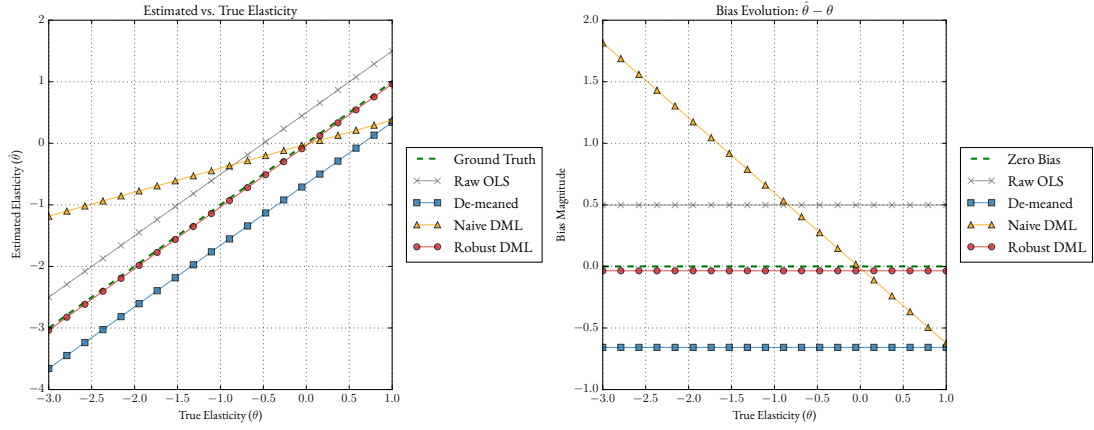 Estimated vs. True Elasticity
2
1
0
−1
−2
−3
−4
Estimated Elasticity (θ̂)
−3.0 −2.5 −2.0 −1.5 −1.0 −0.5 0.0 0.5 1.0
True Elasticity (θ)
Ground Truth
Raw OLS
De-meaned
Naive DML
Robust DML
Bias Evolution: θ̂ − θ
2.0
1.5
1.0
0.5
0.0
−0.5
−1.0
Bias Magnitude
−3.0 −2.5 −2.0 −1.5 −1.0 −0.5 0.0 0.5 1.0
True Elasticity (θ)
Zero Bias
Raw OLS
De-meaned
Naive DML
Robust DML